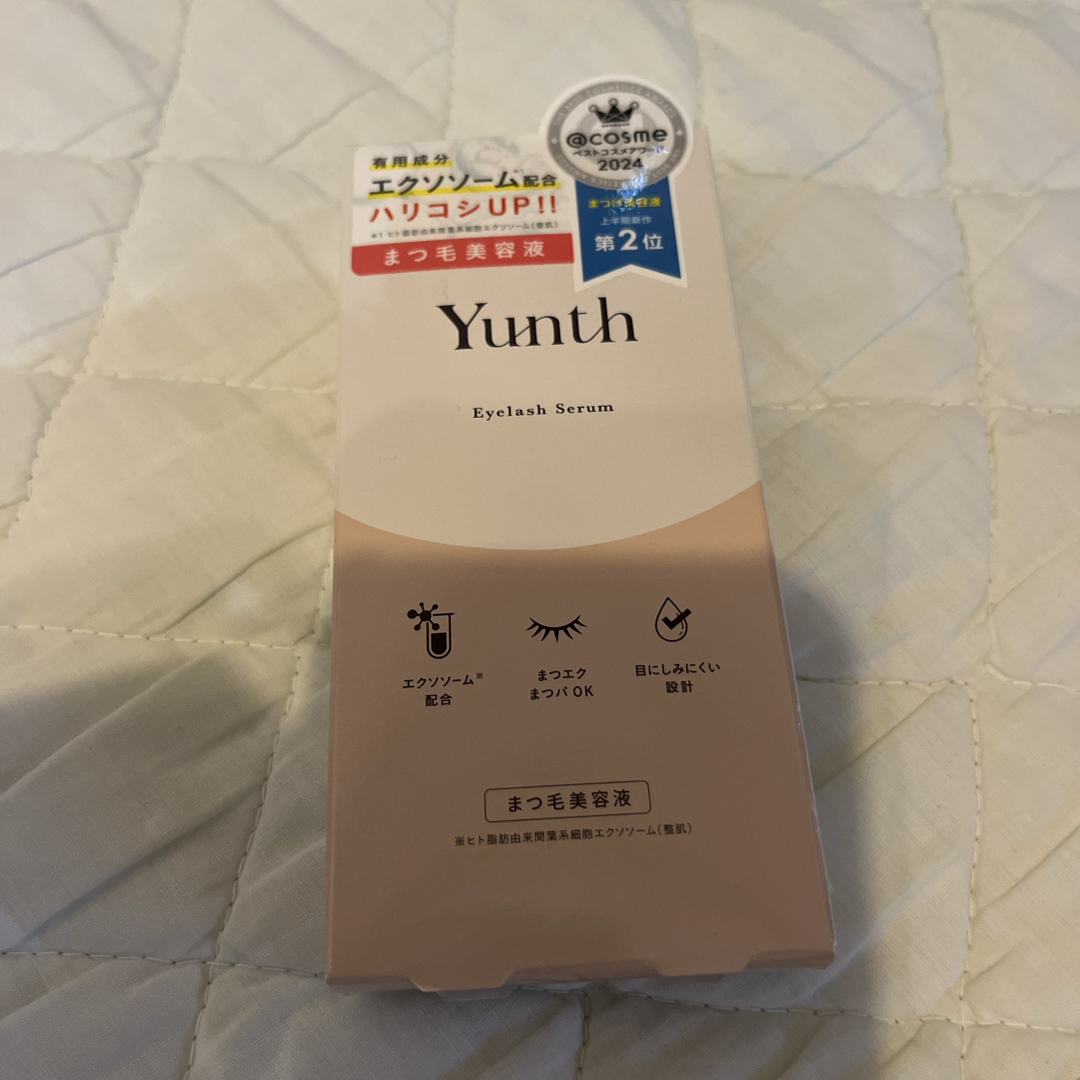 有用成分
エクソソーム配合
ハリコシUP!!
※1 ヒト脂肪由来間葉系細胞エクソソーム(整肌)
まつ毛美容液
@cosme
ベストコスメアワード
2024
まつげ美容液
上半期新作
第2位
Yunth
Eyelash Serum
エクソソーム※
配合
まつエク
まつパ OK
目にしみにくい
設計
まつ毛美容液
※ヒト脂肪由来間葉系細胞エクソソーム(整肌)